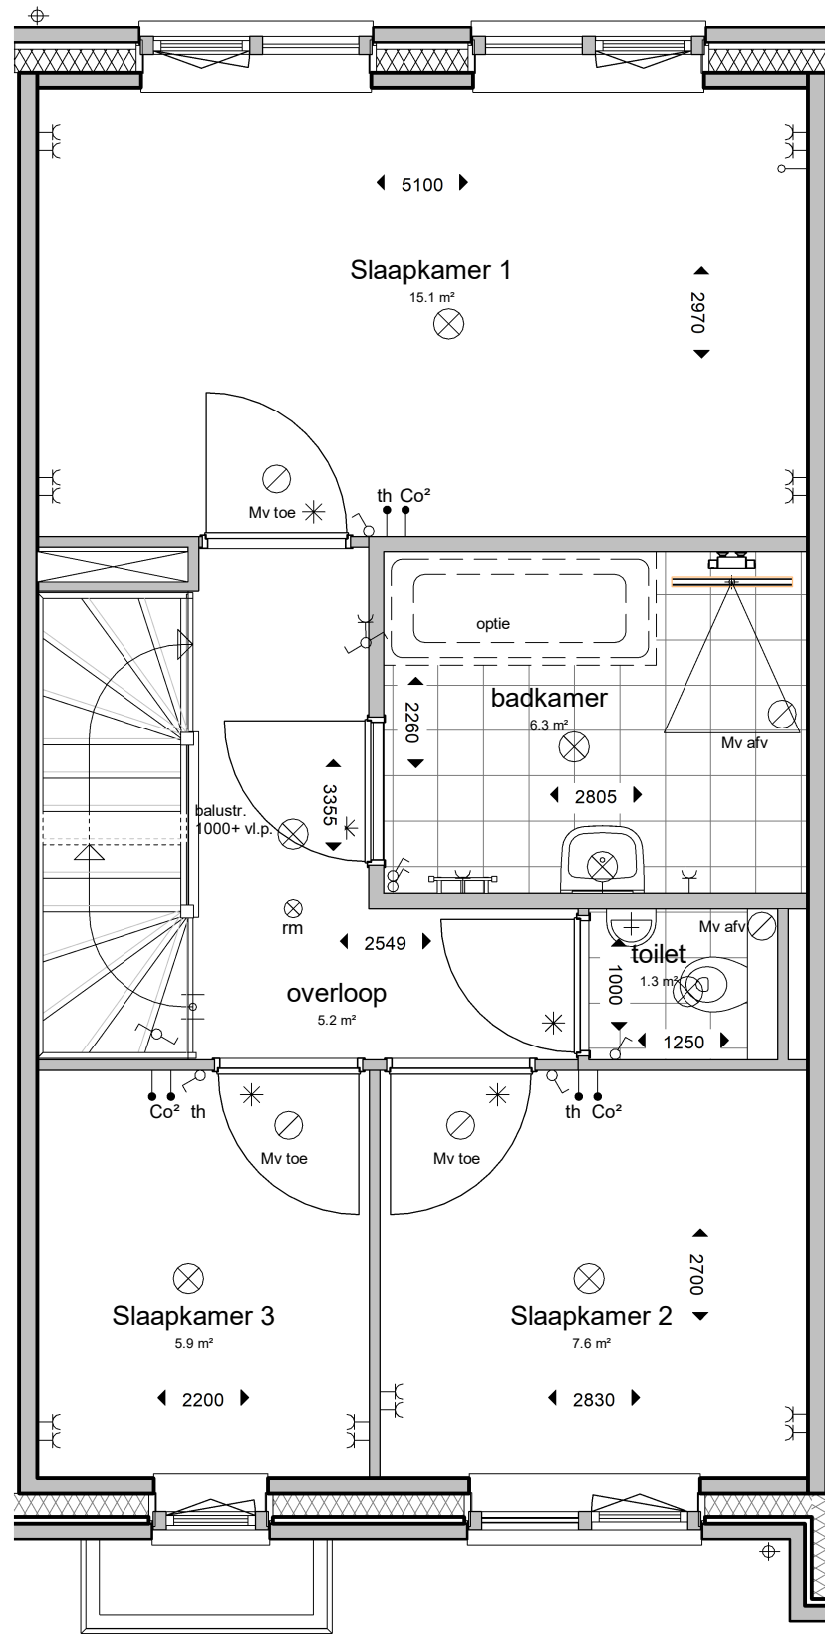 5100
Slaapkamer 1
15.1 m²
2970
Mv toe
th Co²
optie
badkamer
6.3 m²
2260
Mv afv
2805
3355
balustr.
1000+ vl.p.
rm
2549
overloop
5.2 m²
Mv afv
toilet
1.3 m²
1000
1250
Co² th
Mv toe
Mv toe
th Co²
2700
Slaapkamer 3
5.9 m²
Slaapkamer 2
7.6 m²
2200
2830